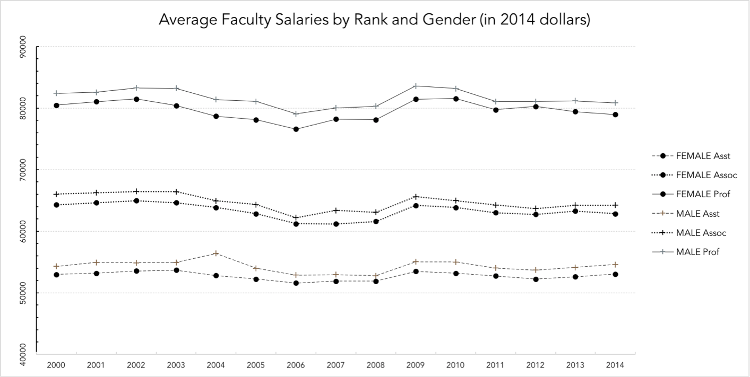 Average Faculty Salaries by Rank and Gender (in 2014 dollars)
90000
80000
70000
60000
50000
40000
2000 2001 2002 2003 2004 2005 2006 2007 2008 2009 2010 2011 2012 2013 2014
FEMALE Asst
FEMALE Assoc
FEMALE Prof
MALE Asst
MALE Assoc
MALE Prof